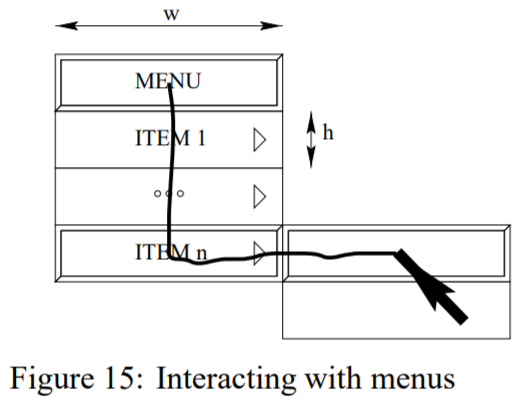 w
MENU
ITEM 1
h
ITEM n
Figure 15: Interacting with menus